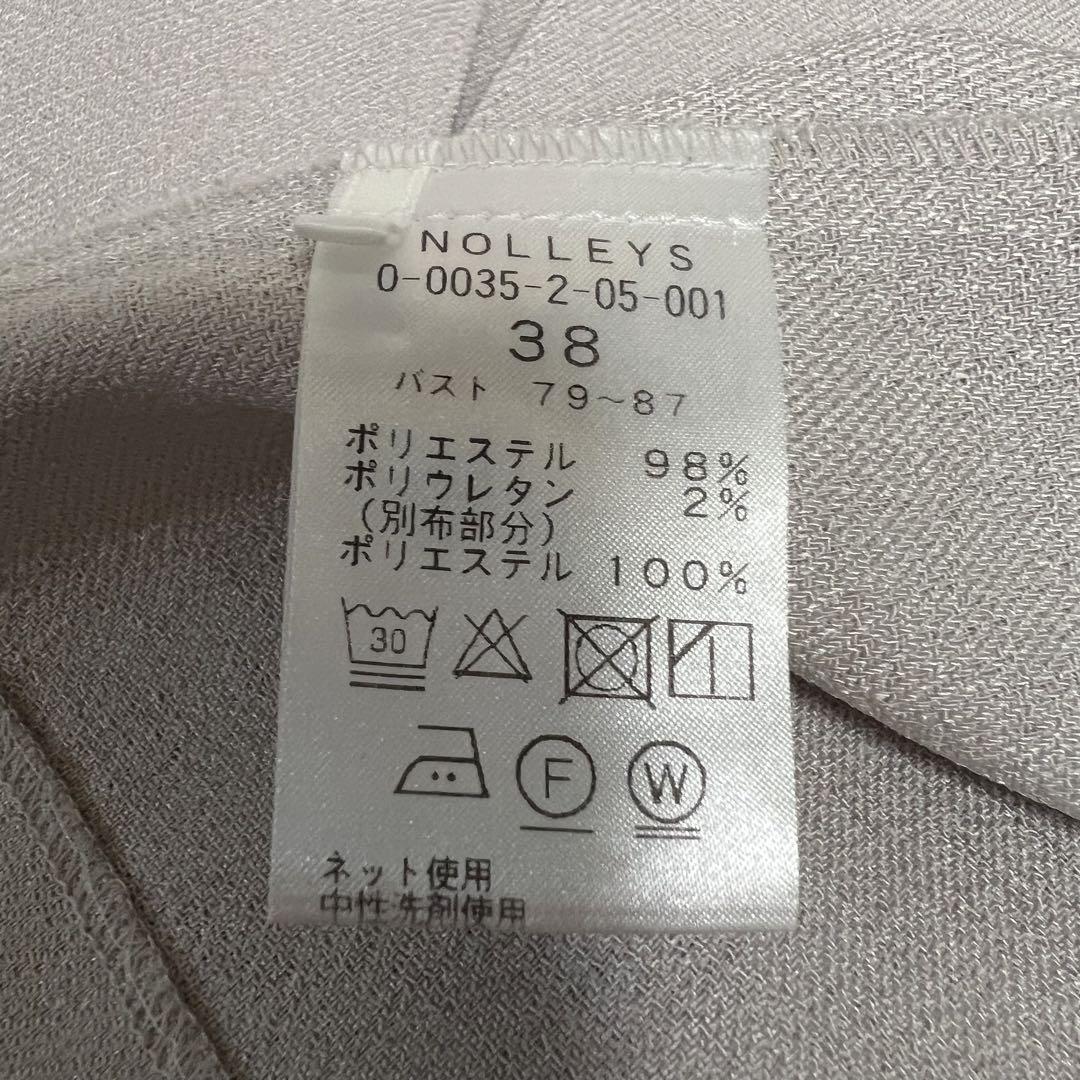 NOLLEYS
0-0035-2-05-001
38
バスト 79～87
ポリエステル 98%
ポリウレタン 2%
(別布部分)
ポリエステル 100%
30
F W
ネット使用
中性洗剤使用